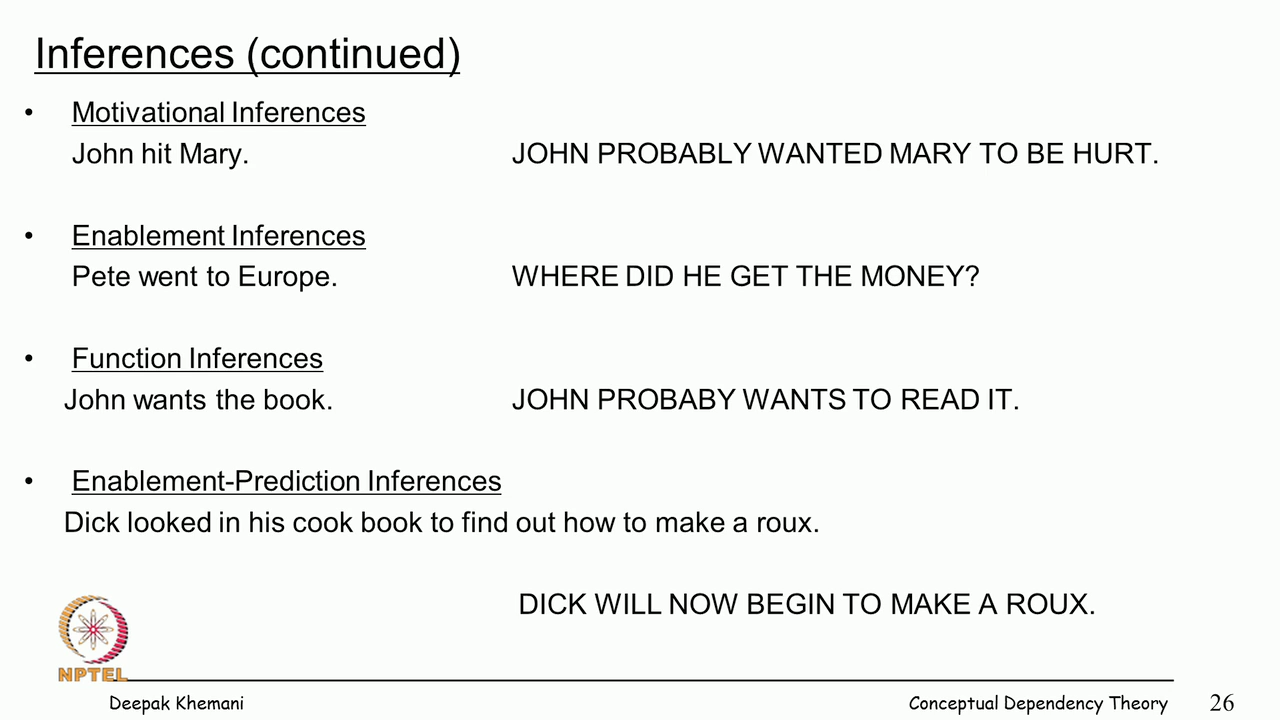 Inferences (continued)
• Motivational Inferences
John hit Mary. JOHN PROBABLY WANTED MARY TO BE HURT.
• Enablement Inferences
Pete went to Europe. WHERE DID HE GET THE MONEY?
• Function Inferences
John wants the book. JOHN PROBABY WANTS TO READ IT.
• Enablement-Prediction Inferences
Dick looked in his cook book to find out how to make a roux.
DICK WILL NOW BEGIN TO MAKE A ROUX.
NPTEL
Deepak Khemani Conceptual Dependency Theory 26